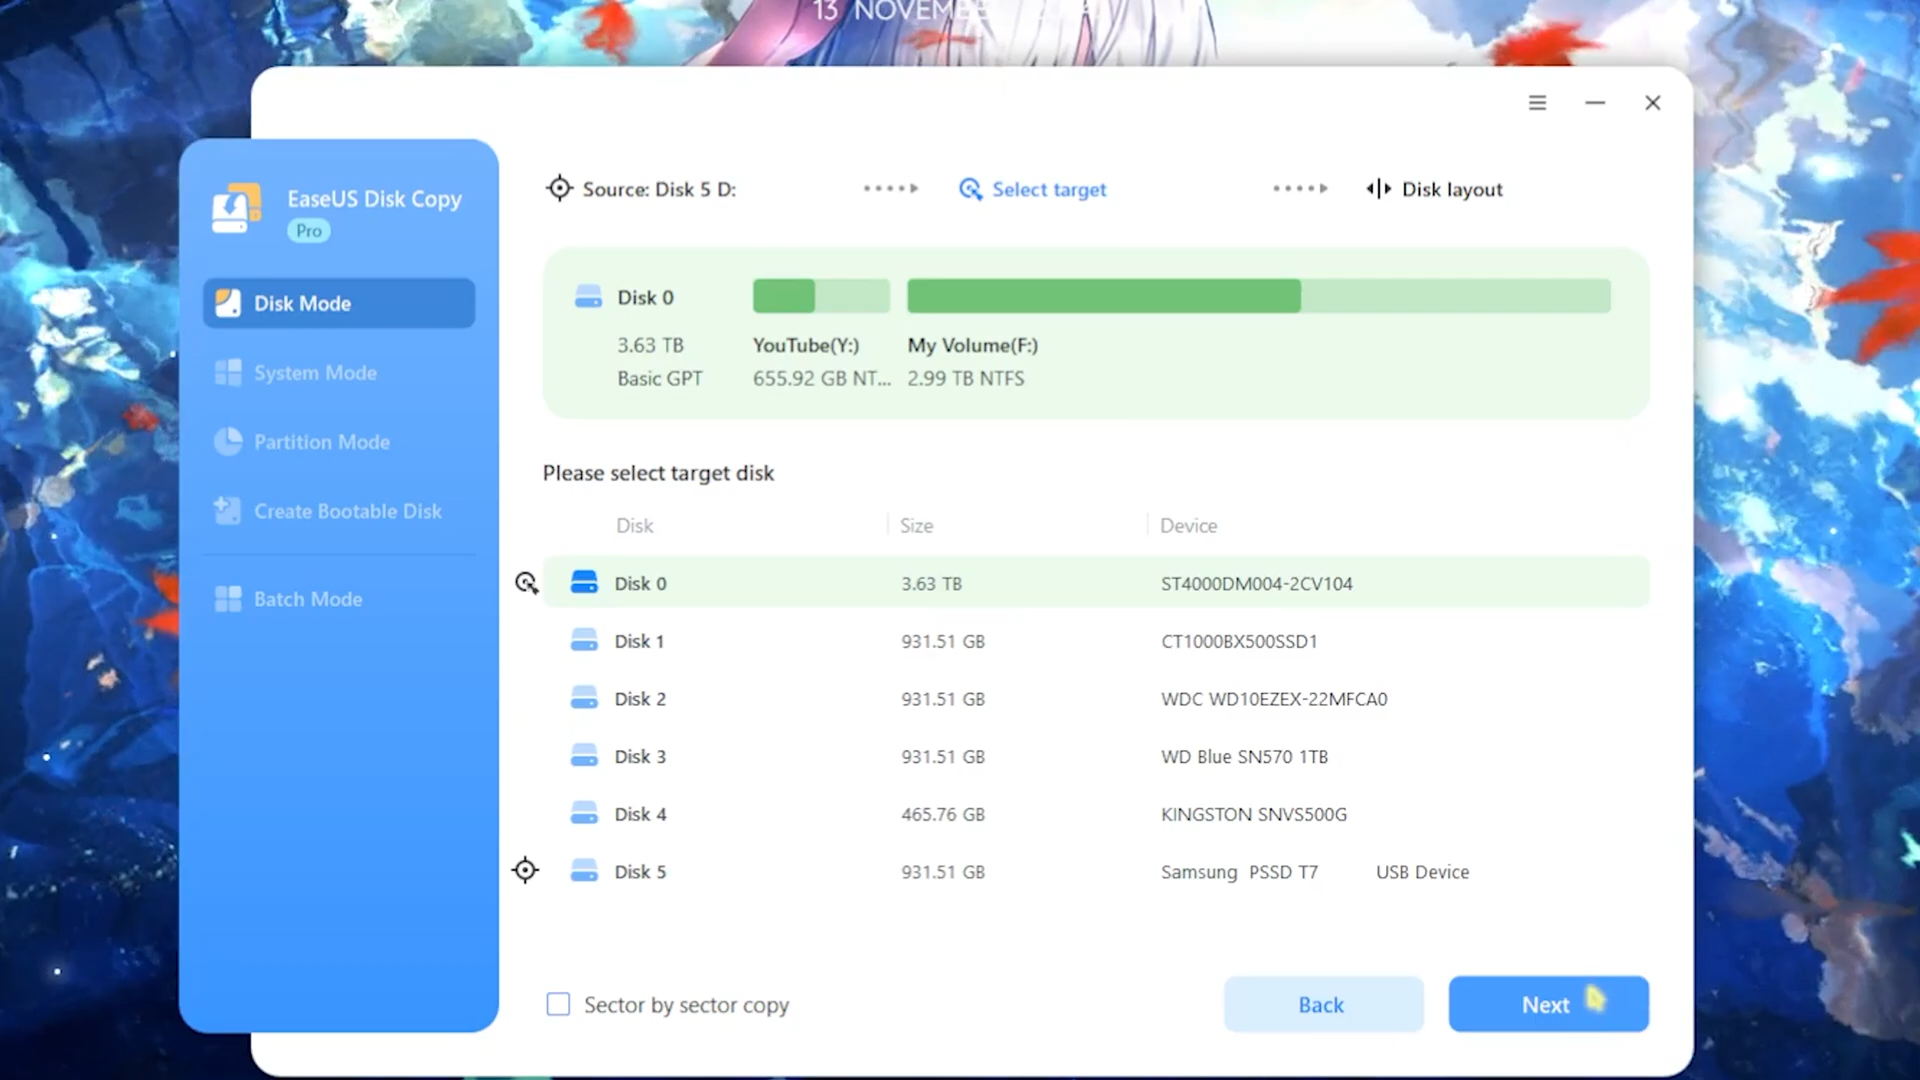 13 NOVEMBE
EaseUS Disk Copy
Pro
Disk Mode
System Mode
Partition Mode
Create Bootable Disk
Batch Mode
Source: Disk 5 D:
Select target
Disk layout
Disk 0
3.63 TB
Basic GPT
YouTube(Y:)
655.92 GB NT...
My Volume(F:)
2.99 TB NTFS
Please select target disk
Disk Size Device
Disk 0 3.63 TB ST4000DM004-2CV104
Disk 1 931.51 GB CT1000BX500SSD1
Disk 2 931.51 GB WDC WD10EZEX-22MFCA0
Disk 3 931.51 GB WD Blue SN570 1TB
Disk 4 465.76 GB KINGSTON SNVS500G
Disk 5 931.51 GB Samsung PSSD T7 USB Device
Sector by sector copy
Back
Next